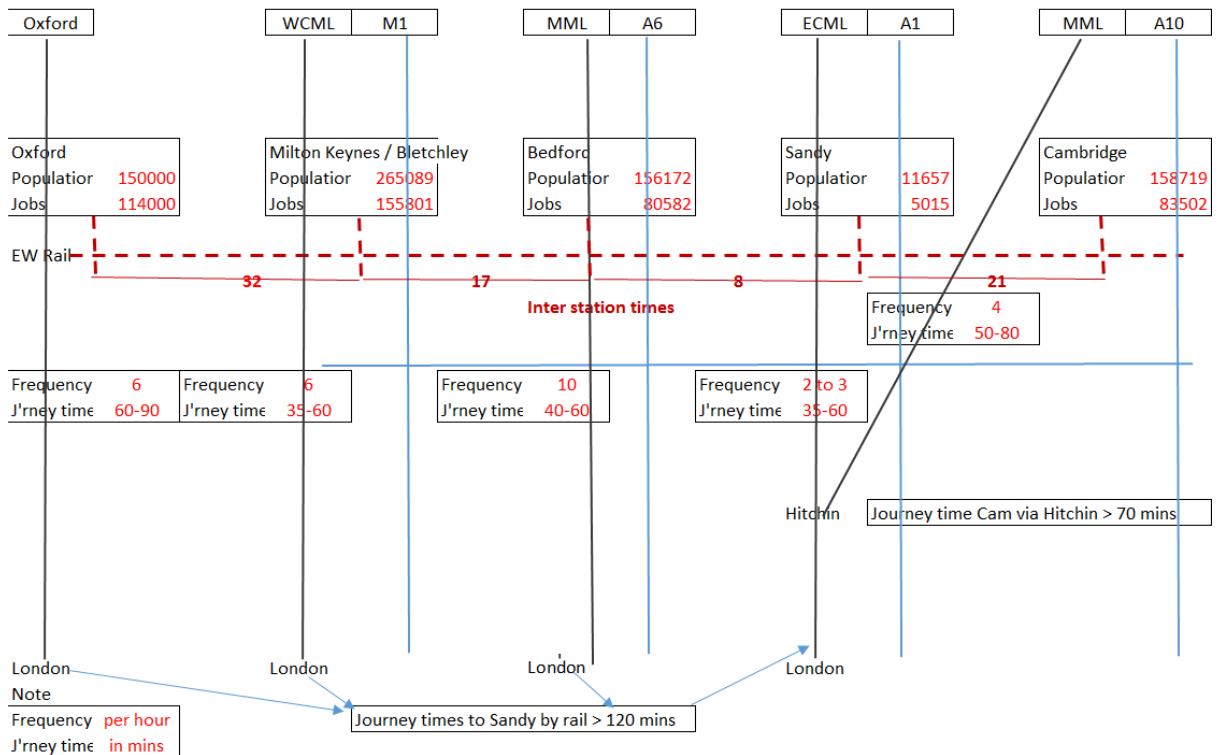 Oxford WCML M1 MML A6 ECML A1 MML A10
Oxford Milton Keynes / Bletchley Bedford Sandy Cambridge
Populatior 150000 Populatior 265089 Populatior 156172 Populatior 11657 Populatior 158719
Jobs 114000 Jobs 155801 Jobs 80582 Jobs 5015 Jobs 83502
EW Rail
32 17 8 21
Inter station times Frequency 4
J'rney time 50-80
Frequency 6 Frequency 6 Frequency 10 Frequency 2 to 3
J'rney time 60-90 J'rney time 35-60 J'rney time 40-60 J'rney time 35-60
Hitchin Journey time Cam via Hitchin > 70 mins
London London London London
Note
Frequency per hour Journey times to Sandy by rail > 120 mins
J'rney time in mins